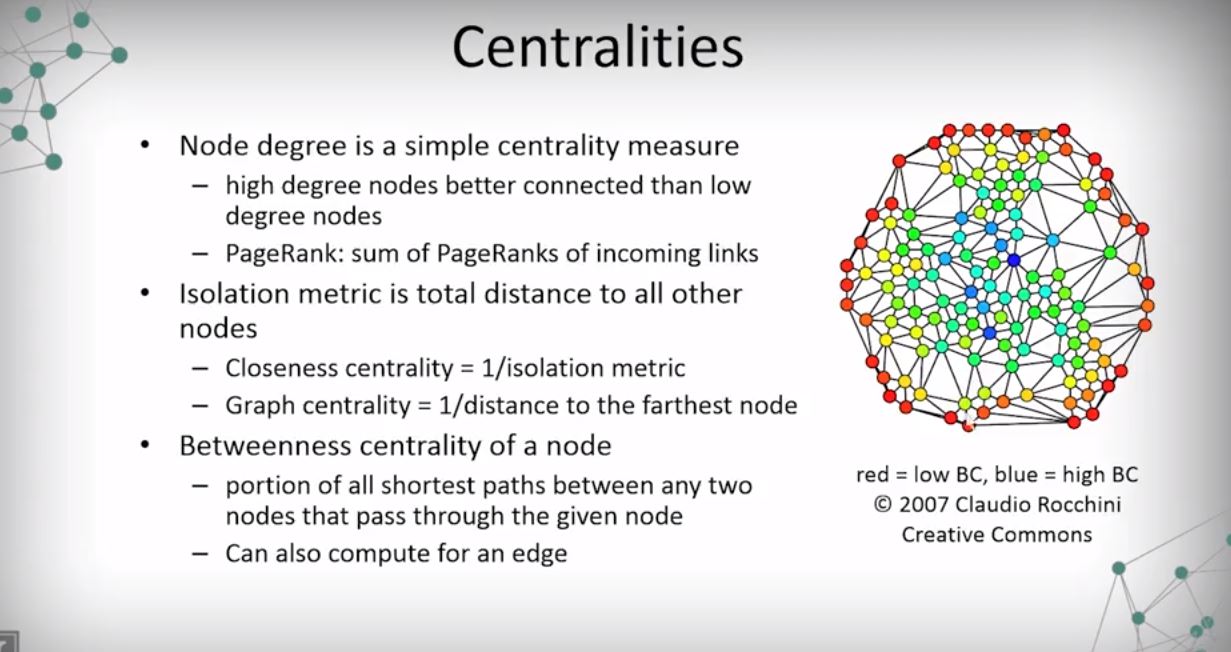 Centralities
• Node degree is a simple centrality measure
– high degree nodes better connected than low
degree nodes
– PageRank: sum of PageRanks of incoming links
• Isolation metric is total distance to all other
nodes
– Closeness centrality = 1/isolation metric
– Graph centrality = 1/distance to the farthest node
• Betweenness centrality of a node
– portion of all shortest paths between any two
nodes that pass through the given node
– Can also compute for an edge
red = low BC, blue = high BC
© 2007 Claudio Rocchini
Creative Commons